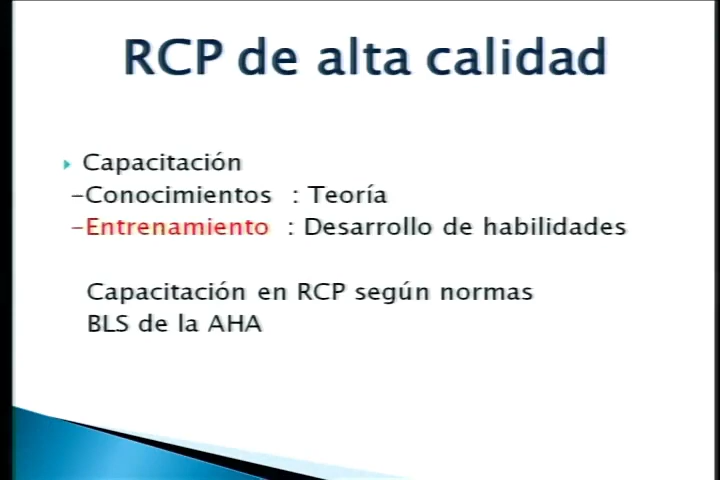 RCP de alta calidad
Capacitación
-Conocimientos : Teoría
-Entrenamiento : Desarrollo de habilidades
Capacitación en RCP según normas
BLS de la AHA